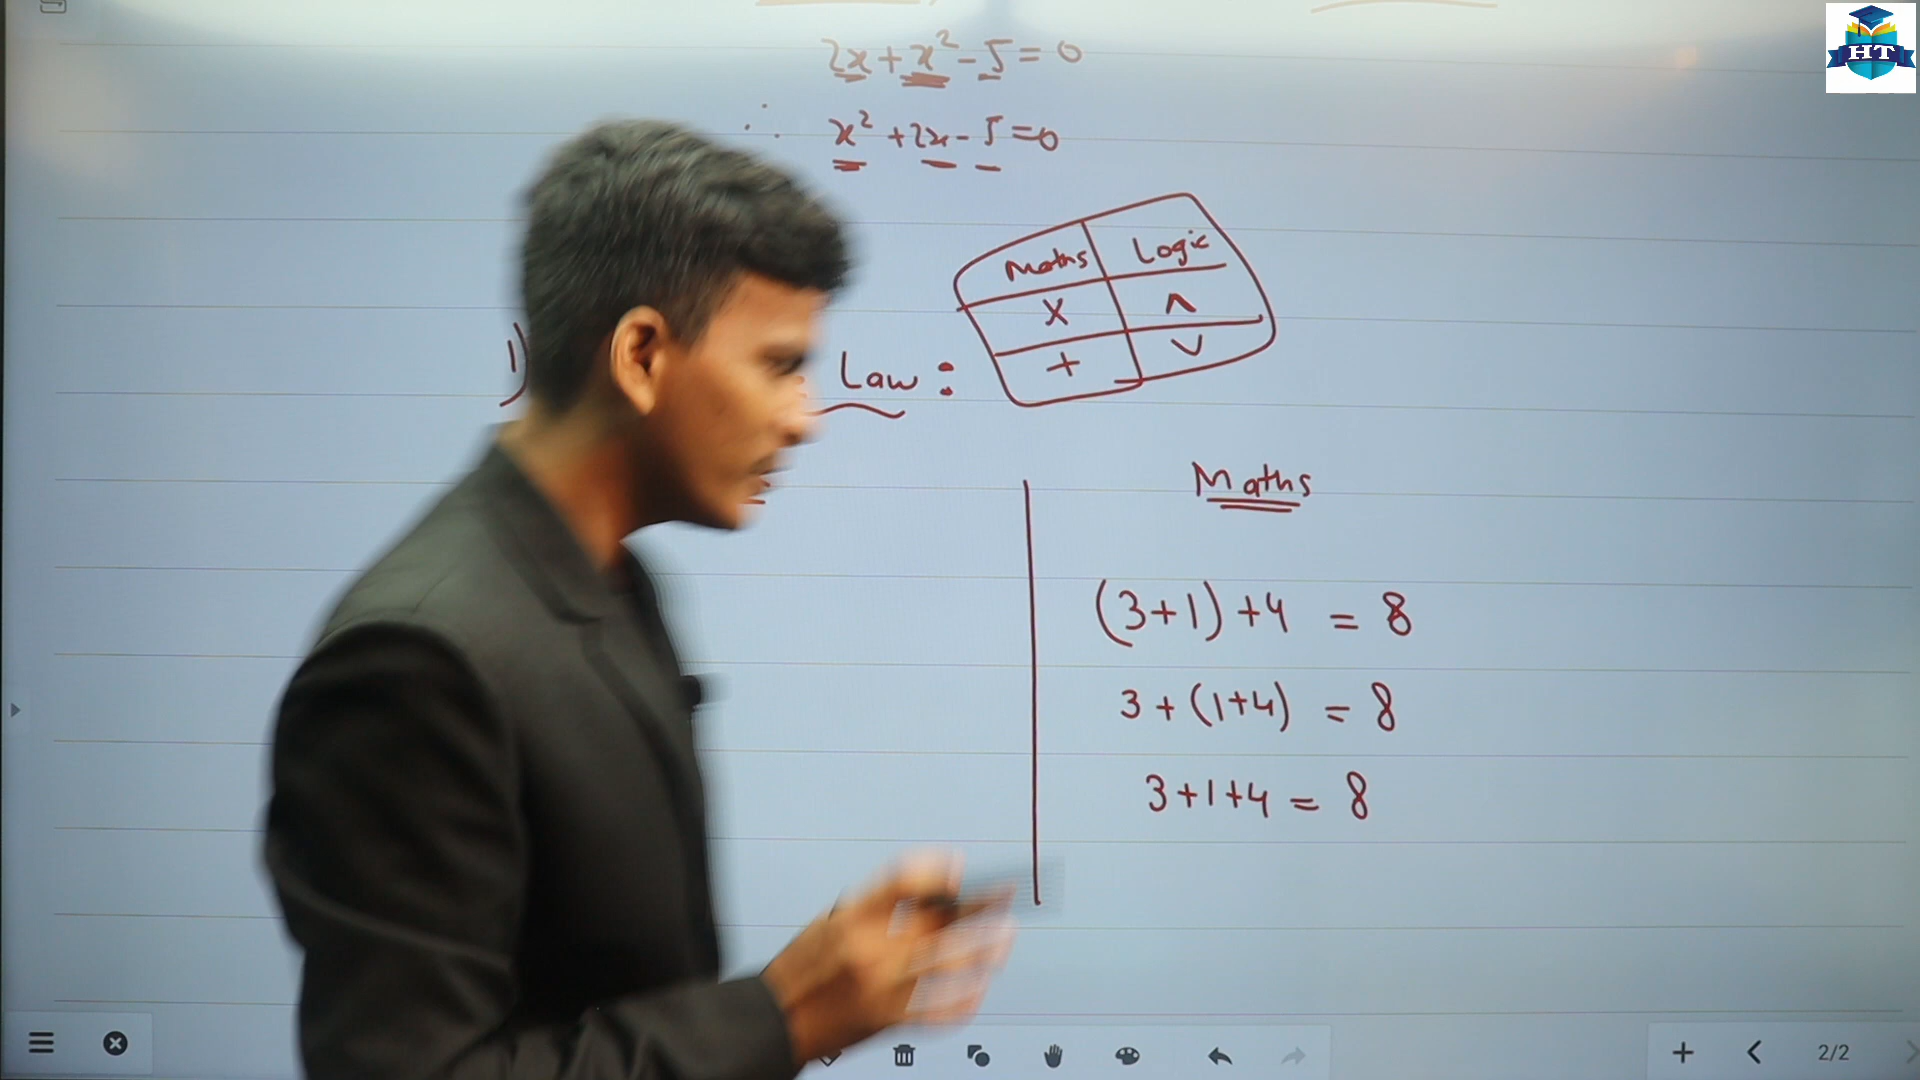 HT
2x + x² - 5 = 0
∴ x² + 2x - 5 = 0
Maths Logic
× ∧
+ ∨
1) Law :
Maths
(3+1) + 4 = 8
3 + (1+4) = 8
3+1+4 = 8
2/2